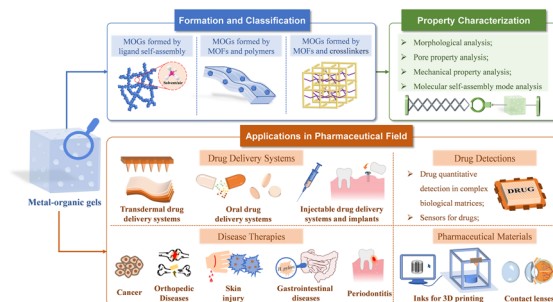 Formation and Classification
MOGs formed by
ligand self-assembly
MOGs formed by
MOFs and polymers
MOGs formed by
MOFs and crosslinkers
Property Characterization
Morphological analysis;
Pore property analysis;
Mechanical property analysis;
Molecular self-assembly mode analysis
Metal-organic gels
Applications in Pharmaceutical Field
Drug Delivery Systems
Transdermal drug
delivery systems
Oral drug
delivery systems
Injectable drug delivery
systems and implants
Drug Detections
Drug quantitative
detection in complex
biological matrices;
Sensors for drugs;
DRUG
Disease Therapies
Cancer
Orthopedic
Diseases
Skin
injury
Gastrointestinal
diseases
Periodontitis
Pharmaceutical Materials
Inks for 3D printing
Contact lense